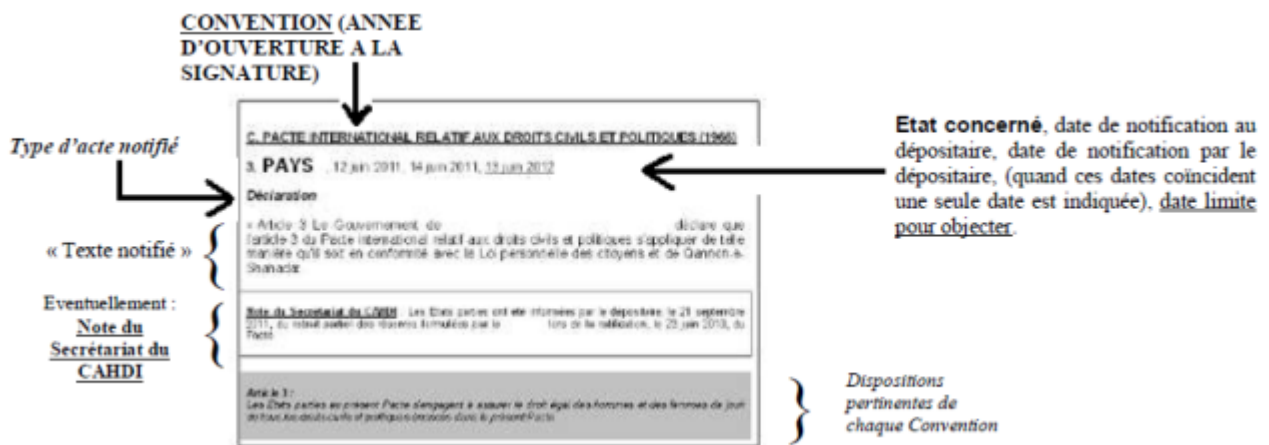 CONVENTION (ANNEE
D'OUVERTURE A LA
SIGNATURE)
Type d'acte notifié
« Texte notifié »
Eventuellement :
Note du
Secrétariat du
CAHDI
C. PACTE INTERNATIONAL RELATIF AUX DROITS CIVILS ET POLITIQUES (1966)
3. PAYS , 12 juin 2011, 14 juin 2011, 13 juin 2012
Déclaration
« Article 3 Le Gouvernement de déclare que
l'article 3 du Pacte international relatif aux droits civils et politiques s'appliquer de telle
manière qu'il soit en conformité avec la Loi personnelle des citoyens et de Qannon-e-
Shahadat
Note du Secrétariat du CAHDI : Les Etats parties ont été informées par le dépositaire, le 21 septembre
2011, du retrait partiel des réserves formulées par le lors de la ratification, le 23 juin 2010, du
Pacte
Article 3 :
Les Etats parties au présent Pacte s'engagent à assurer le droit égal des hommes et des femmes de jouir
de tous les droits civils et politiques énoncés dans le présent Pacte
Etat concerné, date de notification au
dépositaire, date de notification par le
dépositaire, (quand ces dates coïncident
une seule date est indiquée), date limite
pour objecter.
Dispositions
pertinentes de
chaque Convention